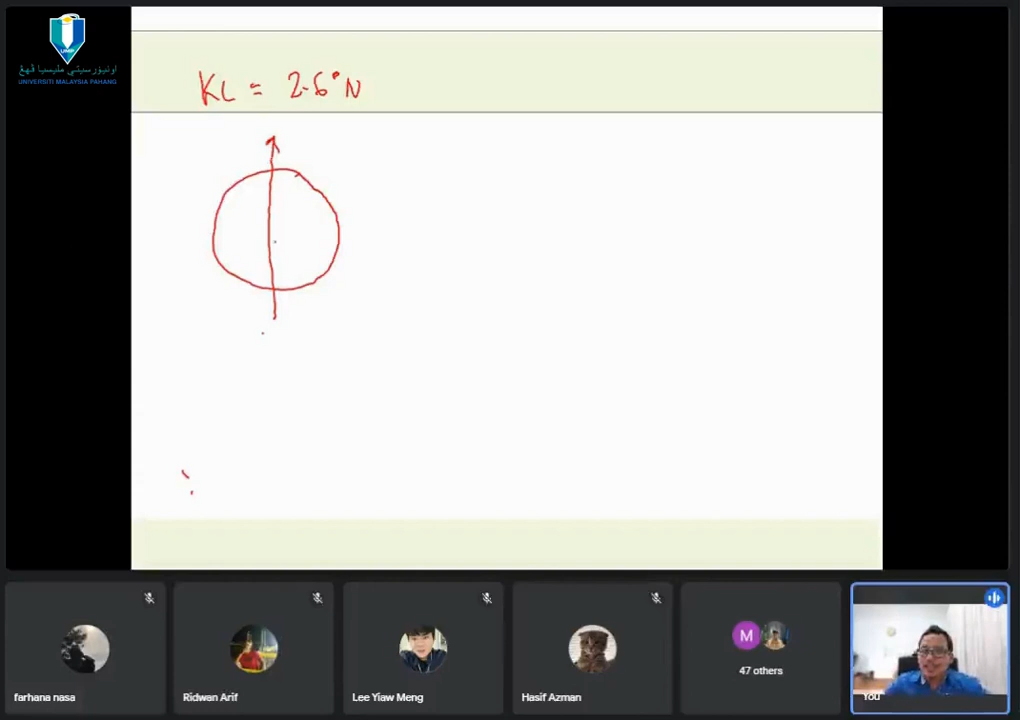 UMP
اونيۏرسيتي مليسيا ڤهڠ
UNIVERSITI MALAYSIA PAHANG
KL = 2.6°N
farhana nasa
Ridwan Arif
Lee Yiaw Meng
Hasif Azman
M
47 others
You